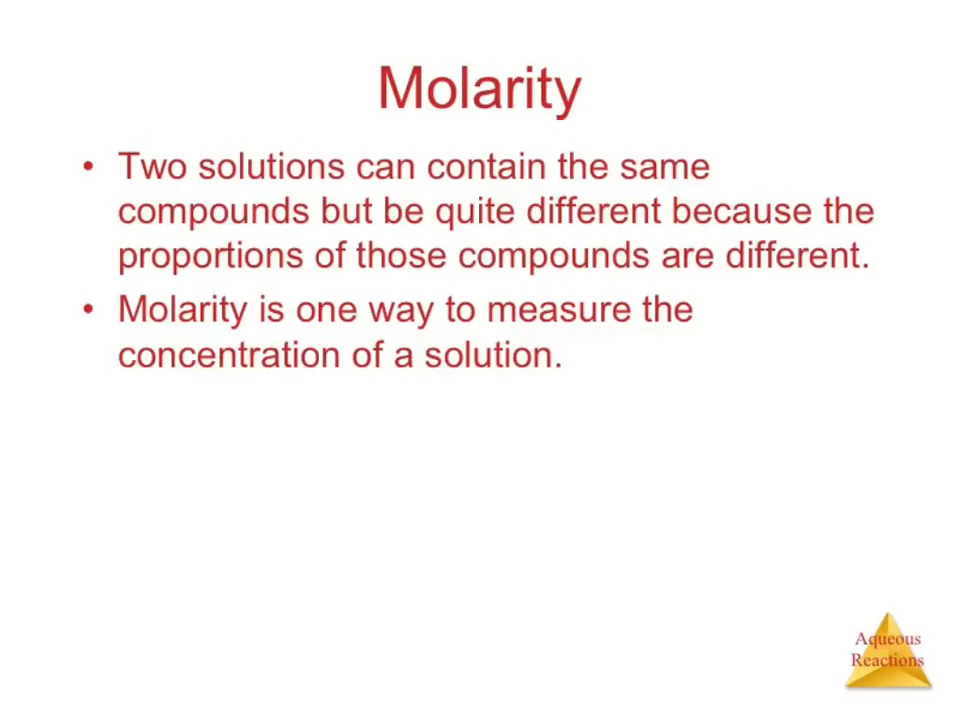 Molarity
• Two solutions can contain the same
compounds but be quite different because the
proportions of those compounds are different.
• Molarity is one way to measure the
concentration of a solution.
Aqueous
Reactions